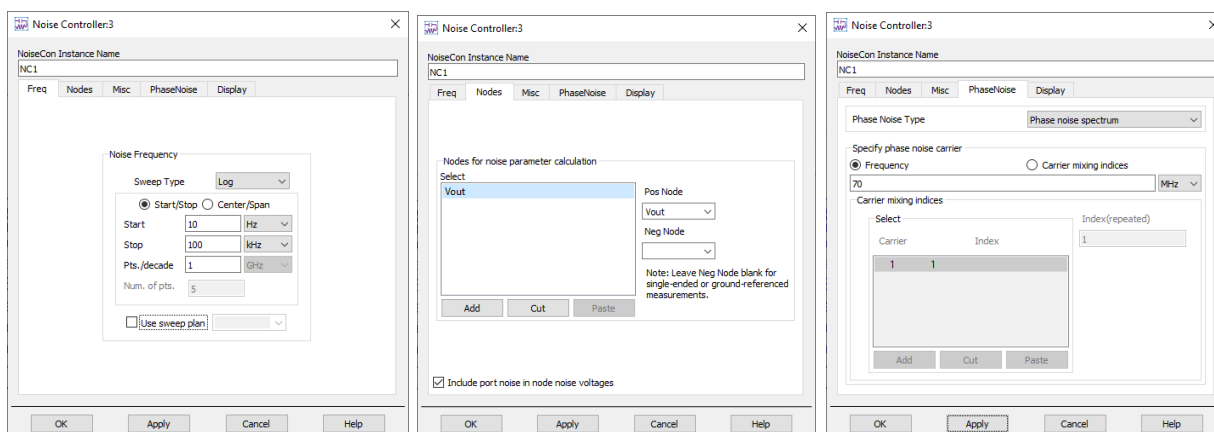 Noise Controller:3
NoiseCon Instance Name
NC1
Freq Nodes Misc PhaseNoise Display
Noise Frequency
Sweep Type Log
Start/Stop Center/Span
Start 10 Hz
Stop 100 kHz
Pts./decade 1 GHz
Num. of pts. 5
Use sweep plan
OK Apply Cancel Help
Noise Controller:3
NoiseCon Instance Name
NC1
Freq Nodes Misc PhaseNoise Display
Nodes for noise parameter calculation
Select
Vout
Pos Node
Vout
Neg Node
Note: Leave Neg Node blank for
single-ended or ground-referenced
measurements.
Add Cut Paste
Include port noise in node noise voltages
OK Apply Cancel Help
Noise Controller:3
NoiseCon Instance Name
NC1
Freq Nodes Misc PhaseNoise Display
Phase Noise Type Phase noise spectrum
Specify phase noise carrier
Frequency Carrier mixing indices
70 MHz
Carrier mixing indices
Select Index(repeated)
Carrier Index 1
1 1
Add Cut Paste
OK Apply Cancel Help